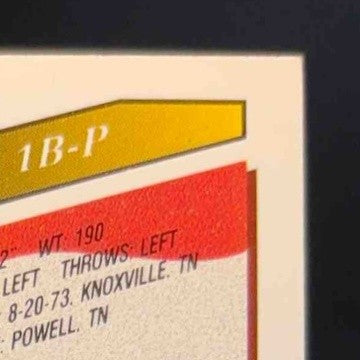 1B-P
2" WT: 190
LEFT THROWS: LEFT
8-20-73, KNOXVILLE, TN
: POWELL, TN